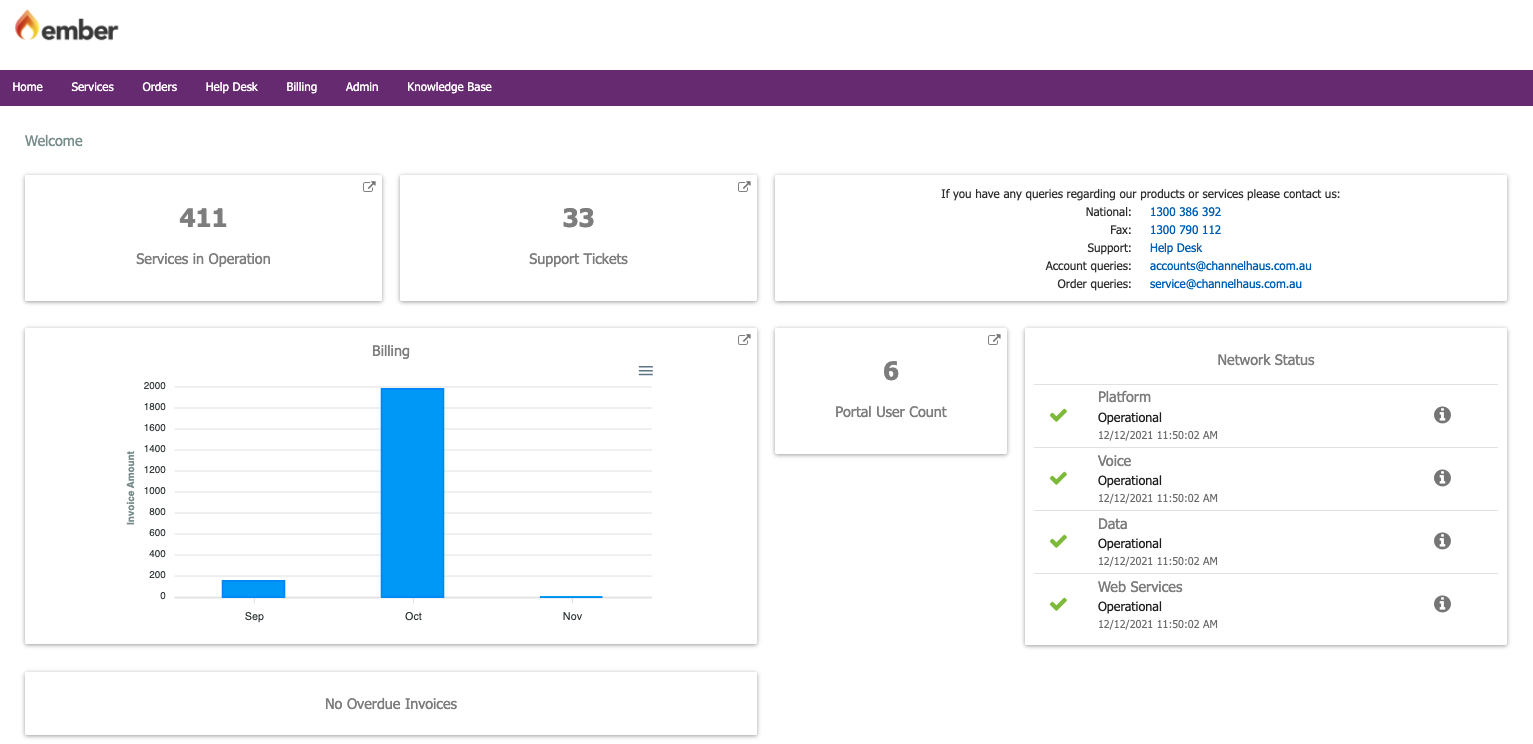 ember
Home Services Orders Help Desk Billing Admin Knowledge Base
Welcome
411
Services in Operation
33
Support Tickets
If you have any queries regarding our products or services please contact us:
National: 1300 386 392
Fax: 1300 790 112
Support: Help Desk
Account queries: accounts@channelhaus.com.au
Order queries: service@channelhaus.com.au
Billing
Invoice Amount
2000
1800
1600
1400
1200
1000
800
600
400
200
0
Sep Oct Nov
6
Portal User Count
Network Status
Platform
Operational
12/12/2021 11:50:02 AM
Voice
Operational
12/12/2021 11:50:02 AM
Data
Operational
12/12/2021 11:50:02 AM
Web Services
Operational
12/12/2021 11:50:02 AM
No Overdue Invoices